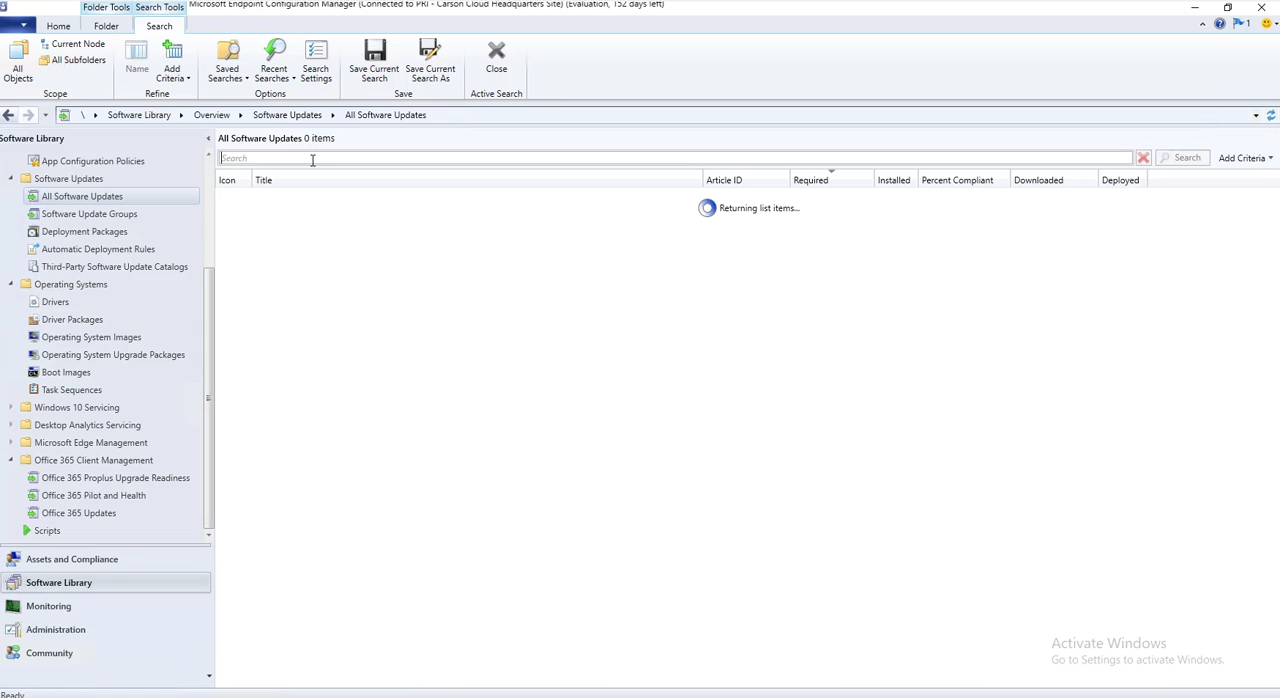 Folder Tools Search Tools Microsoft Endpoint Configuration Manager (Connected to PRI - Carson Cloud Headquarters Site) (Evaluation, 152 days left)
Home Folder Search 1
All Objects
Current Node
All Subfolders
Scope
Name
Add Criteria
Refine
Saved Searches
Recent Searches
Search Settings
Options
Save Current Search
Save Current Search As
Save
Close
Active Search
\ Software Library Overview Software Updates All Software Updates
Software Library
App Configuration Policies
Software Updates
All Software Updates
Software Update Groups
Deployment Packages
Automatic Deployment Rules
Third-Party Software Update Catalogs
Operating Systems
Drivers
Driver Packages
Operating System Images
Operating System Upgrade Packages
Boot Images
Task Sequences
Windows 10 Servicing
Desktop Analytics Servicing
Microsoft Edge Management
Office 365 Client Management
Office 365 Proplus Upgrade Readiness
Office 365 Pilot and Health
Office 365 Updates
Scripts
Assets and Compliance
Software Library
Monitoring
Administration
Community
All Software Updates 0 items
Search Search Add Criteria
Icon Title Article ID Required Installed Percent Compliant Downloaded Deployed
Returning list items...
Activate Windows
Go to Settings to activate Windows.
Ready